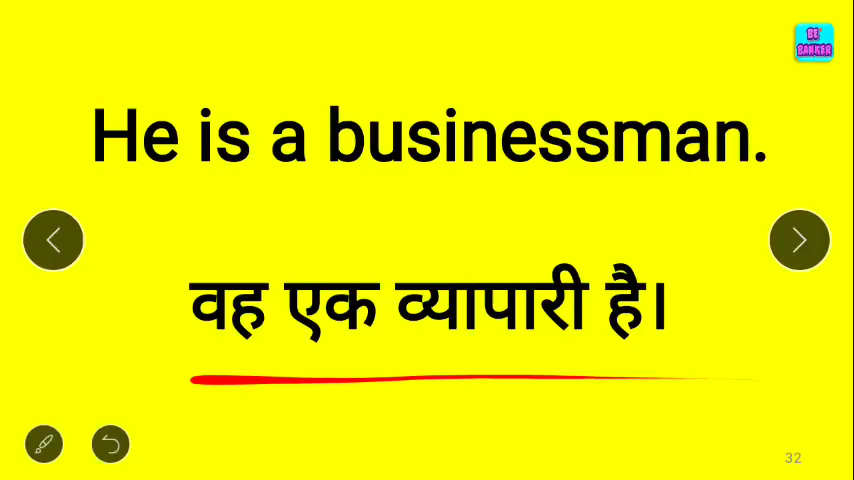 BE
BANKER
He is a businessman.
वह एक व्यापारी है।
32